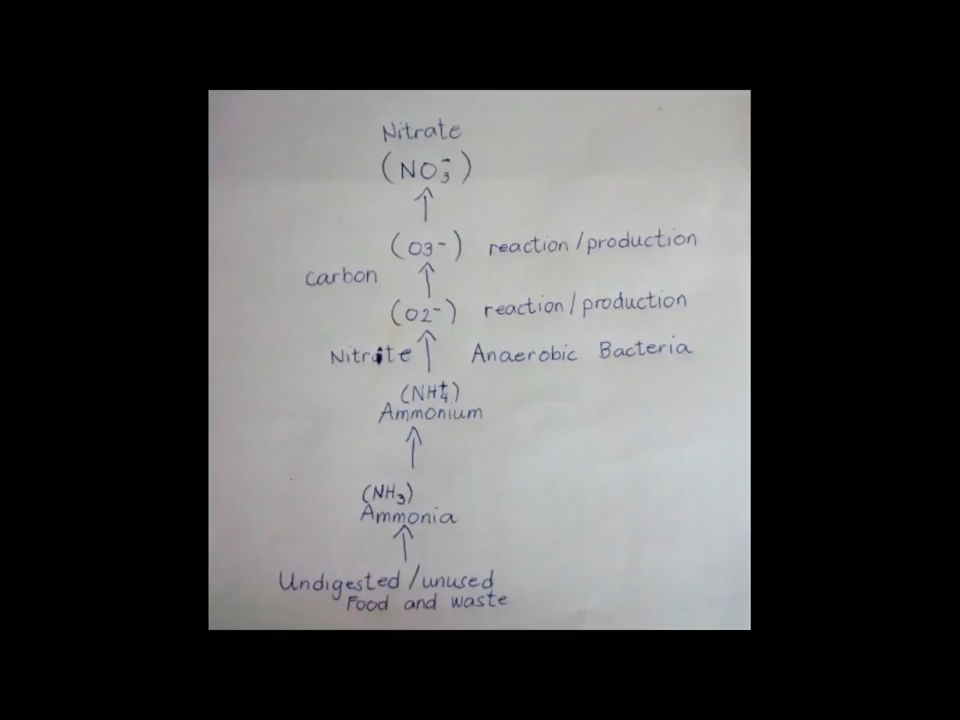 Nitrate
(NO₃⁻)
(O3⁻) reaction/production
carbon
(O2⁻) reaction/production
Anaerobic Bacteria
(NH₄⁺)
Ammonium
(NH₃)
Ammonia
Undigested/unused
Food and waste